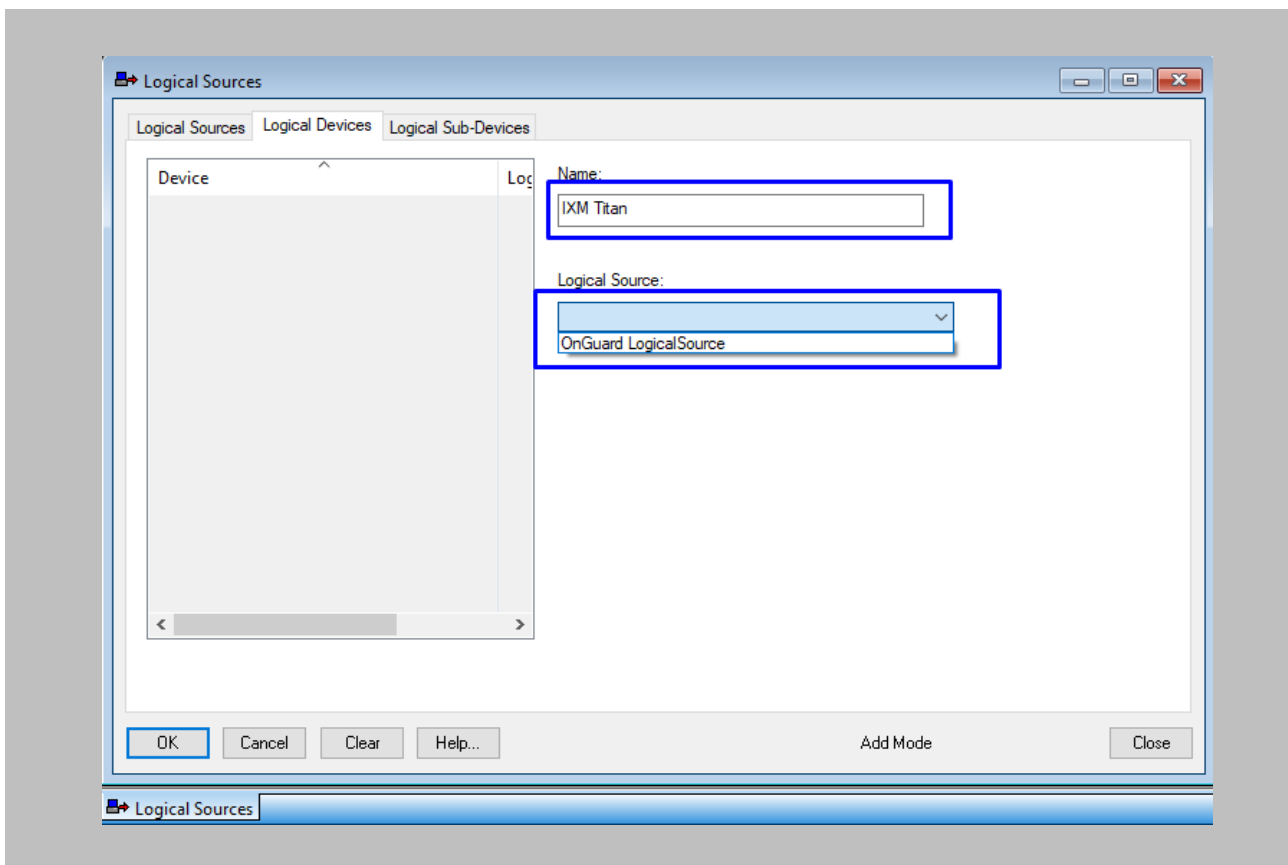 Logical Sources
Logical Sources Logical Devices Logical Sub-Devices
Device Log
Name:
IXM Titan
Logical Source:
OnGuard LogicalSource
OK Cancel Clear Help... Add Mode Close
Logical Sources